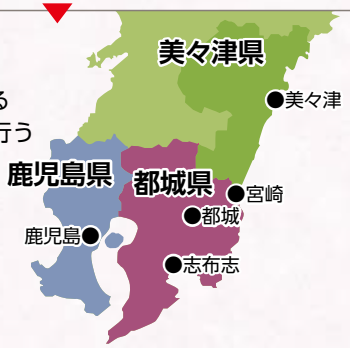 美々津県
●美々津
る
行う
鹿児島県
都城県
●宮崎
●都城
鹿児島●
●志布志